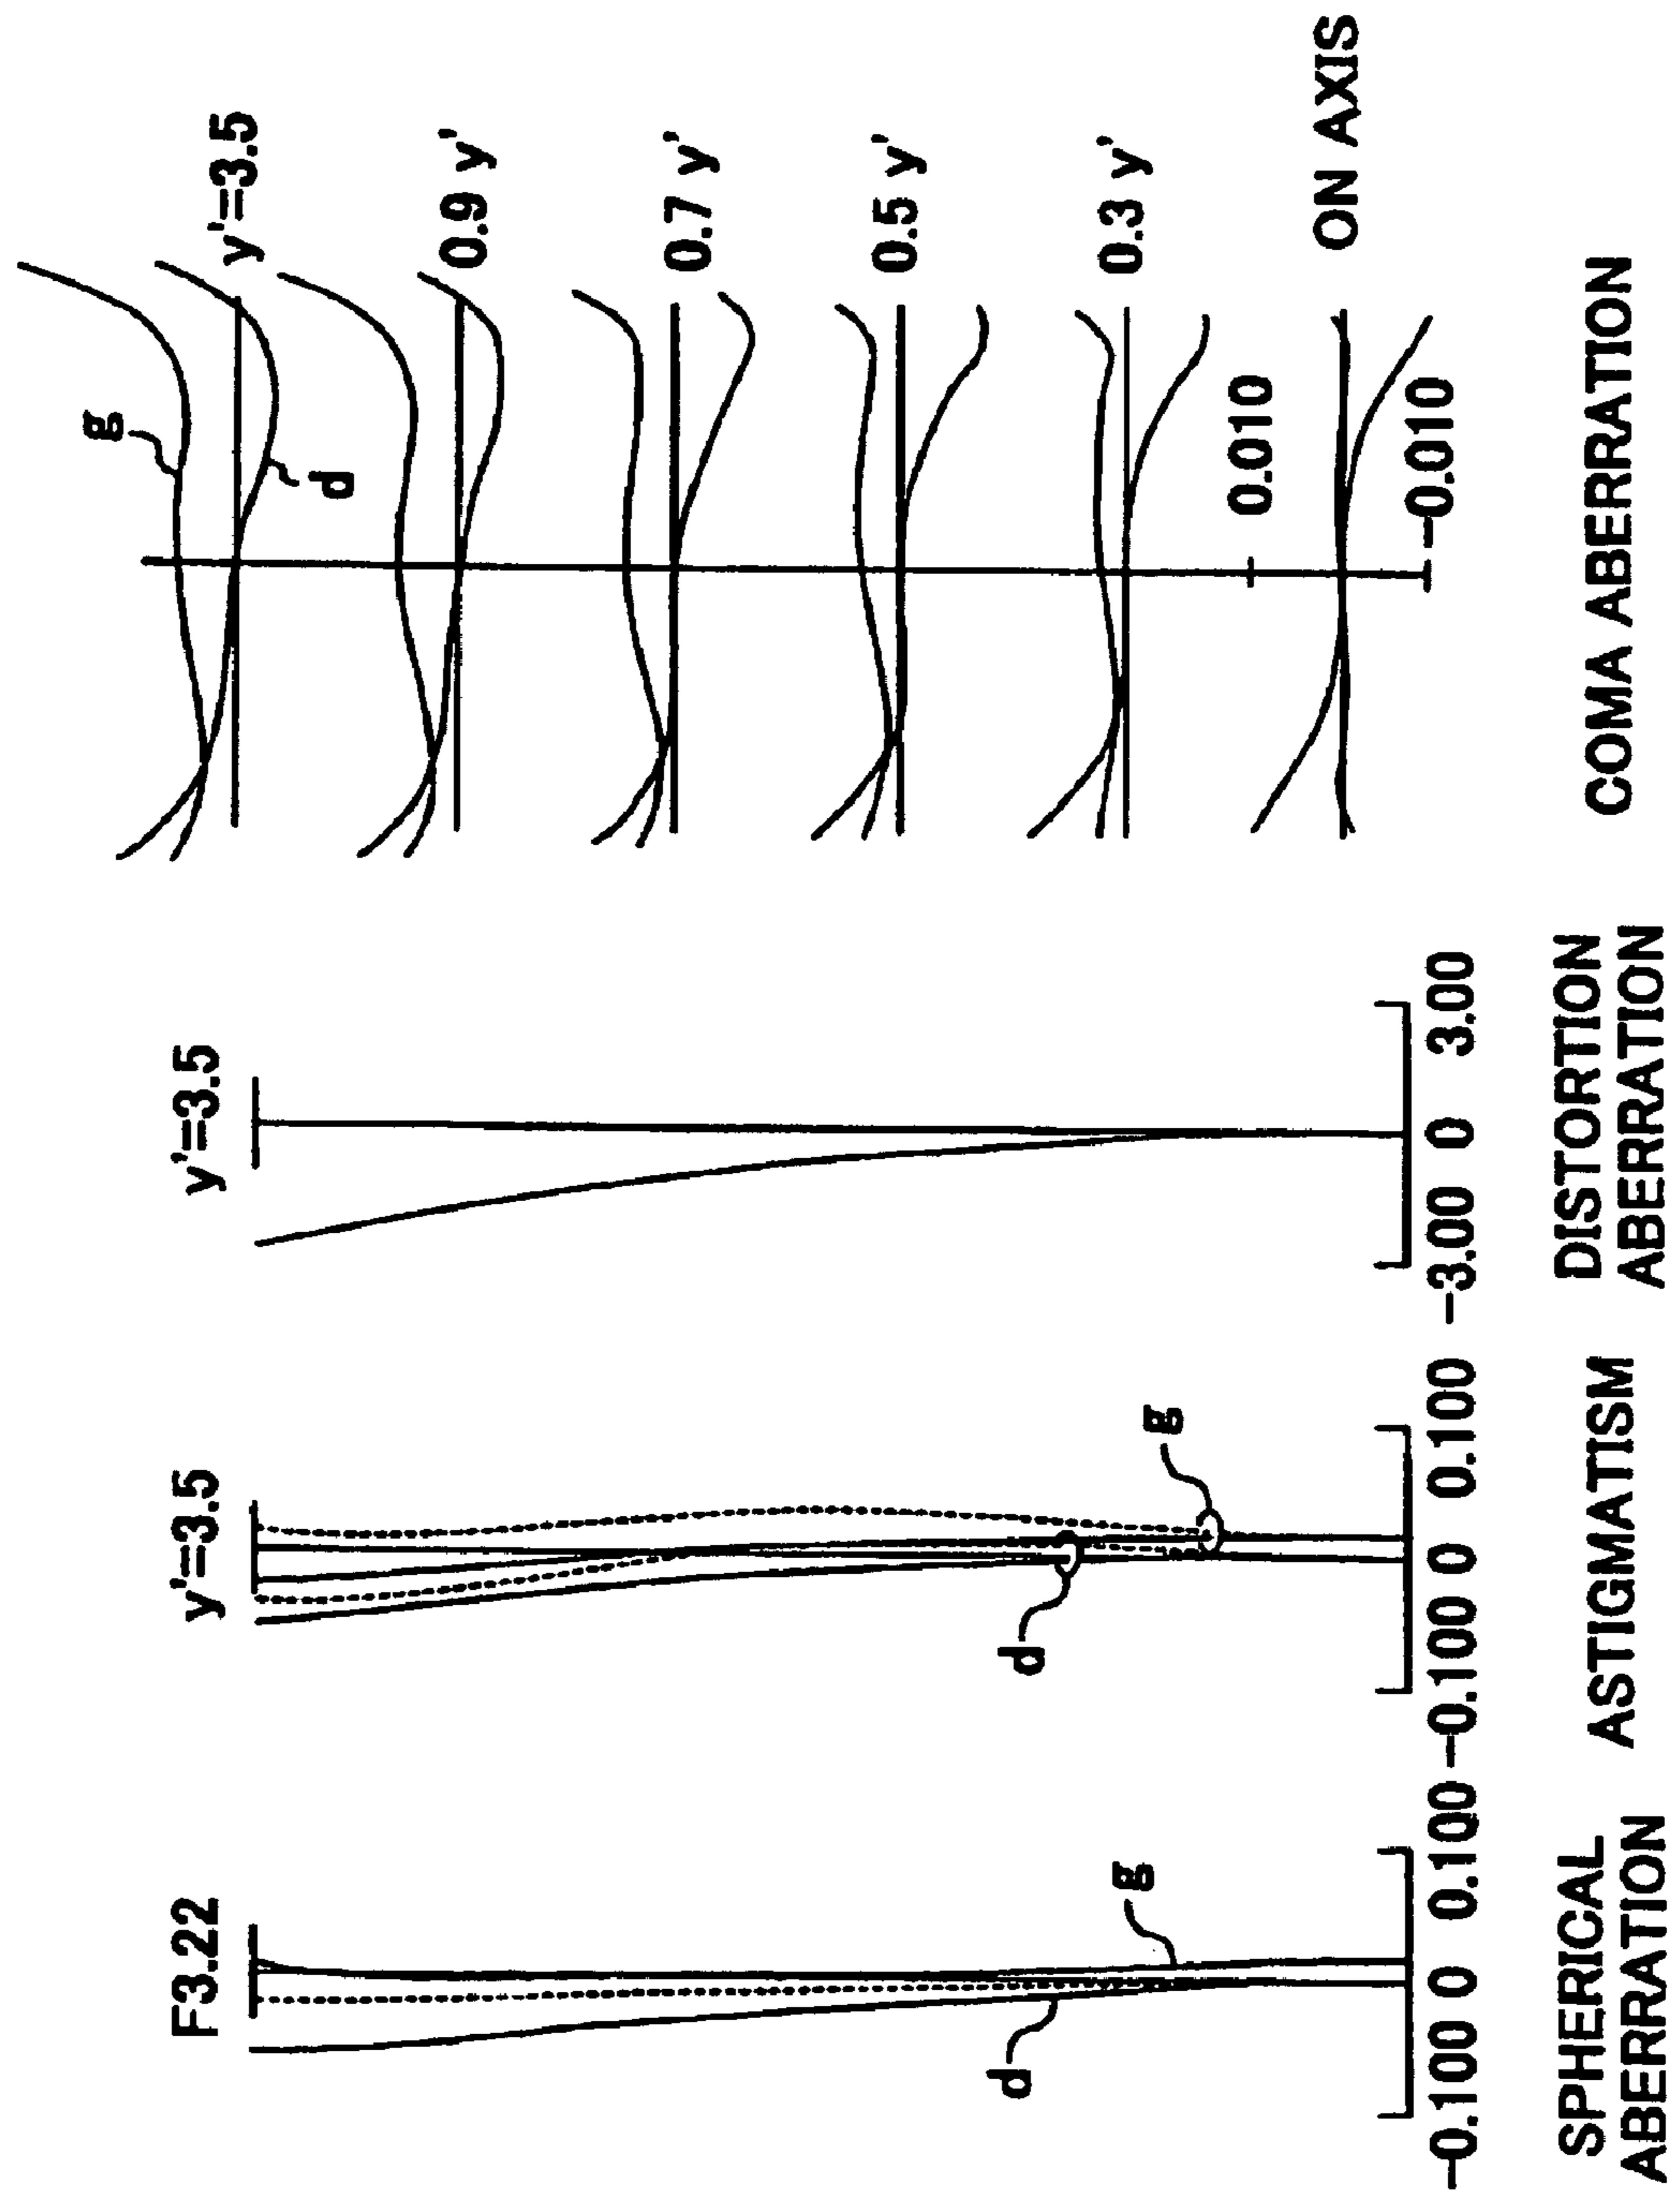 F3.22
g
d
-0.100 0 0.100
SPHERICAL
ABERRATION
y'=3.5
g
d
-0.100 0 0.100
ASTIGMATISM
y'=3.5
-3.00 0 3.00
DISTORTION
ABERRATION
g
y'=3.5
d
0.9 y'
0.7 y'
0.5 y'
0.3 y'
0.010
ON AXIS
-0.010
COMA ABERRATION